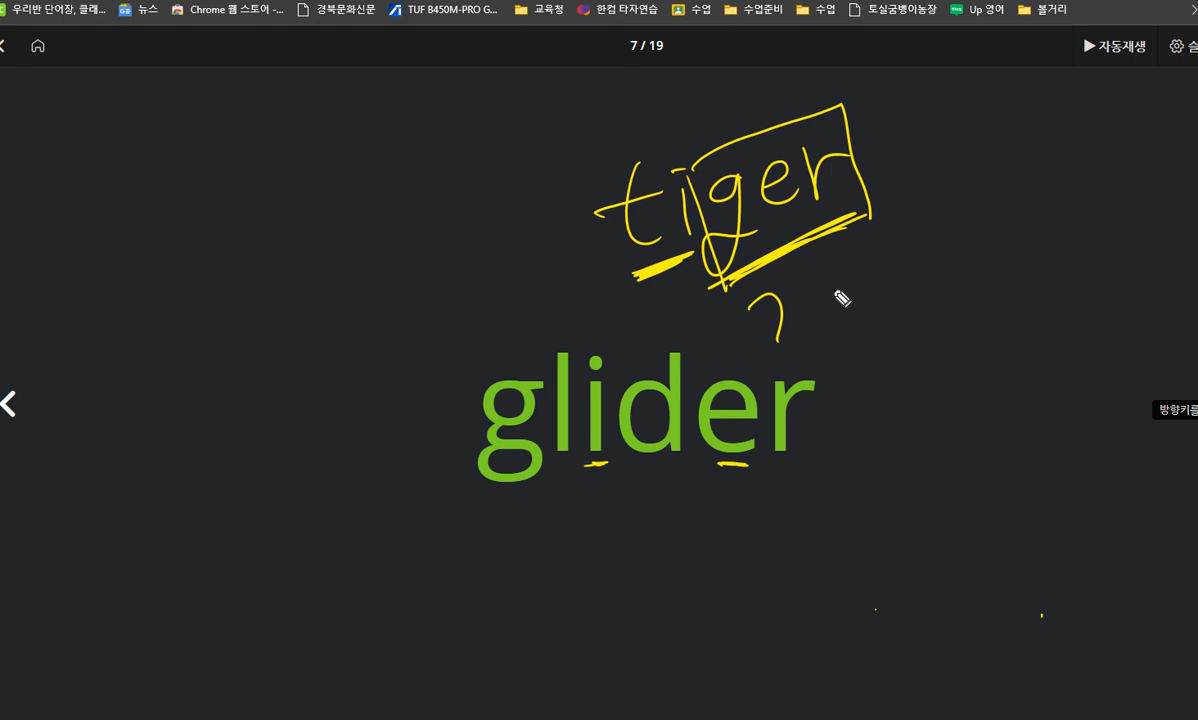 우리반 단어장, 클래... 뉴스 Chrome 웹 스토어 -... 경북문화신문 TUF B450M-PRO G... 교육청 한컴 타자연습 수업 수업준비 수업 토실굼벵이농장 Up 영어 볼거리
7 / 19 ▶자동재생 슬
tiger
glider
방향키를